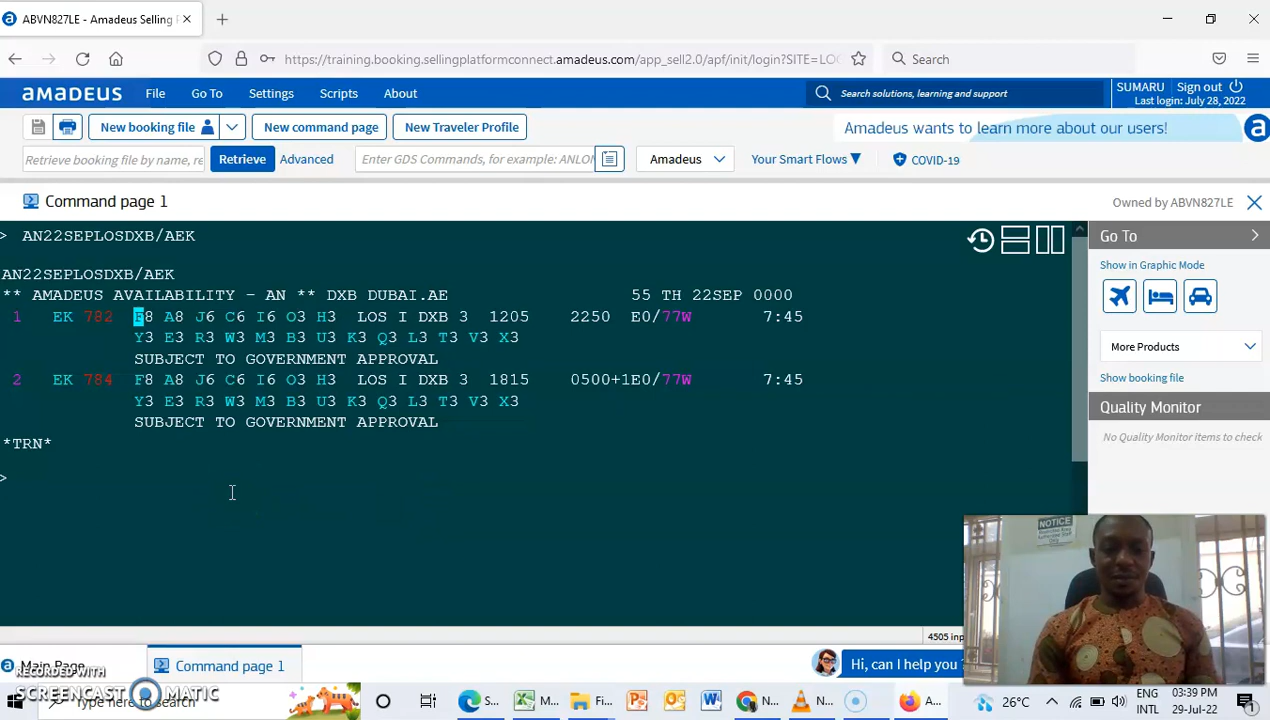 ABVN827LE - Amadeus Selling P
https://training.booking.sellingplatformconnect.amadeus.com/app_sell2.0/apf/init/login?SITE=LOG
Search
amadeus File Go To Settings Scripts About
Search solutions, learning and support
SUMARU Sign out
Last login: July 28, 2022
New booking file New command page New Traveler Profile
Amadeus wants to learn more about our users!
Retrieve booking file by name, re Retrieve Advanced Enter GDS Commands, for example: ANLON Amadeus Your Smart Flows COVID-19
Command page 1
Owned by ABVN827LE
> AN22SEPLOSDXB/AEK
AN22SEPLOSDXB/AEK
** AMADEUS AVAILABILITY - AN ** DXB DUBAI.AE 55 TH 22SEP 0000
1 EK 782 F8 A8 J6 C6 I6 O3 H3 LOS I DXB 3 1205 2250 E0/77W 7:45
Y3 E3 R3 W3 M3 B3 U3 K3 Q3 L3 T3 V3 X3
SUBJECT TO GOVERNMENT APPROVAL
2 EK 784 F8 A8 J6 C6 I6 O3 H3 LOS I DXB 3 1815 0500+1E0/77W 7:45
Y3 E3 R3 W3 M3 B3 U3 K3 Q3 L3 T3 V3 X3
SUBJECT TO GOVERNMENT APPROVAL
*TRN*
>
Go To
Show in Graphic Mode
More Products
Show booking file
Quality Monitor
No Quality Monitor items to check
NOTICE
4505 inp
Main Page
Command page 1
Hi, can I help you ?
RECORDED WITH
SCREENCAST MATIC
Type here to search
S...
M...
Fi...
N...
N...
A...
26°C
ENG
INTL
03:39 PM
29-Jul-22
1